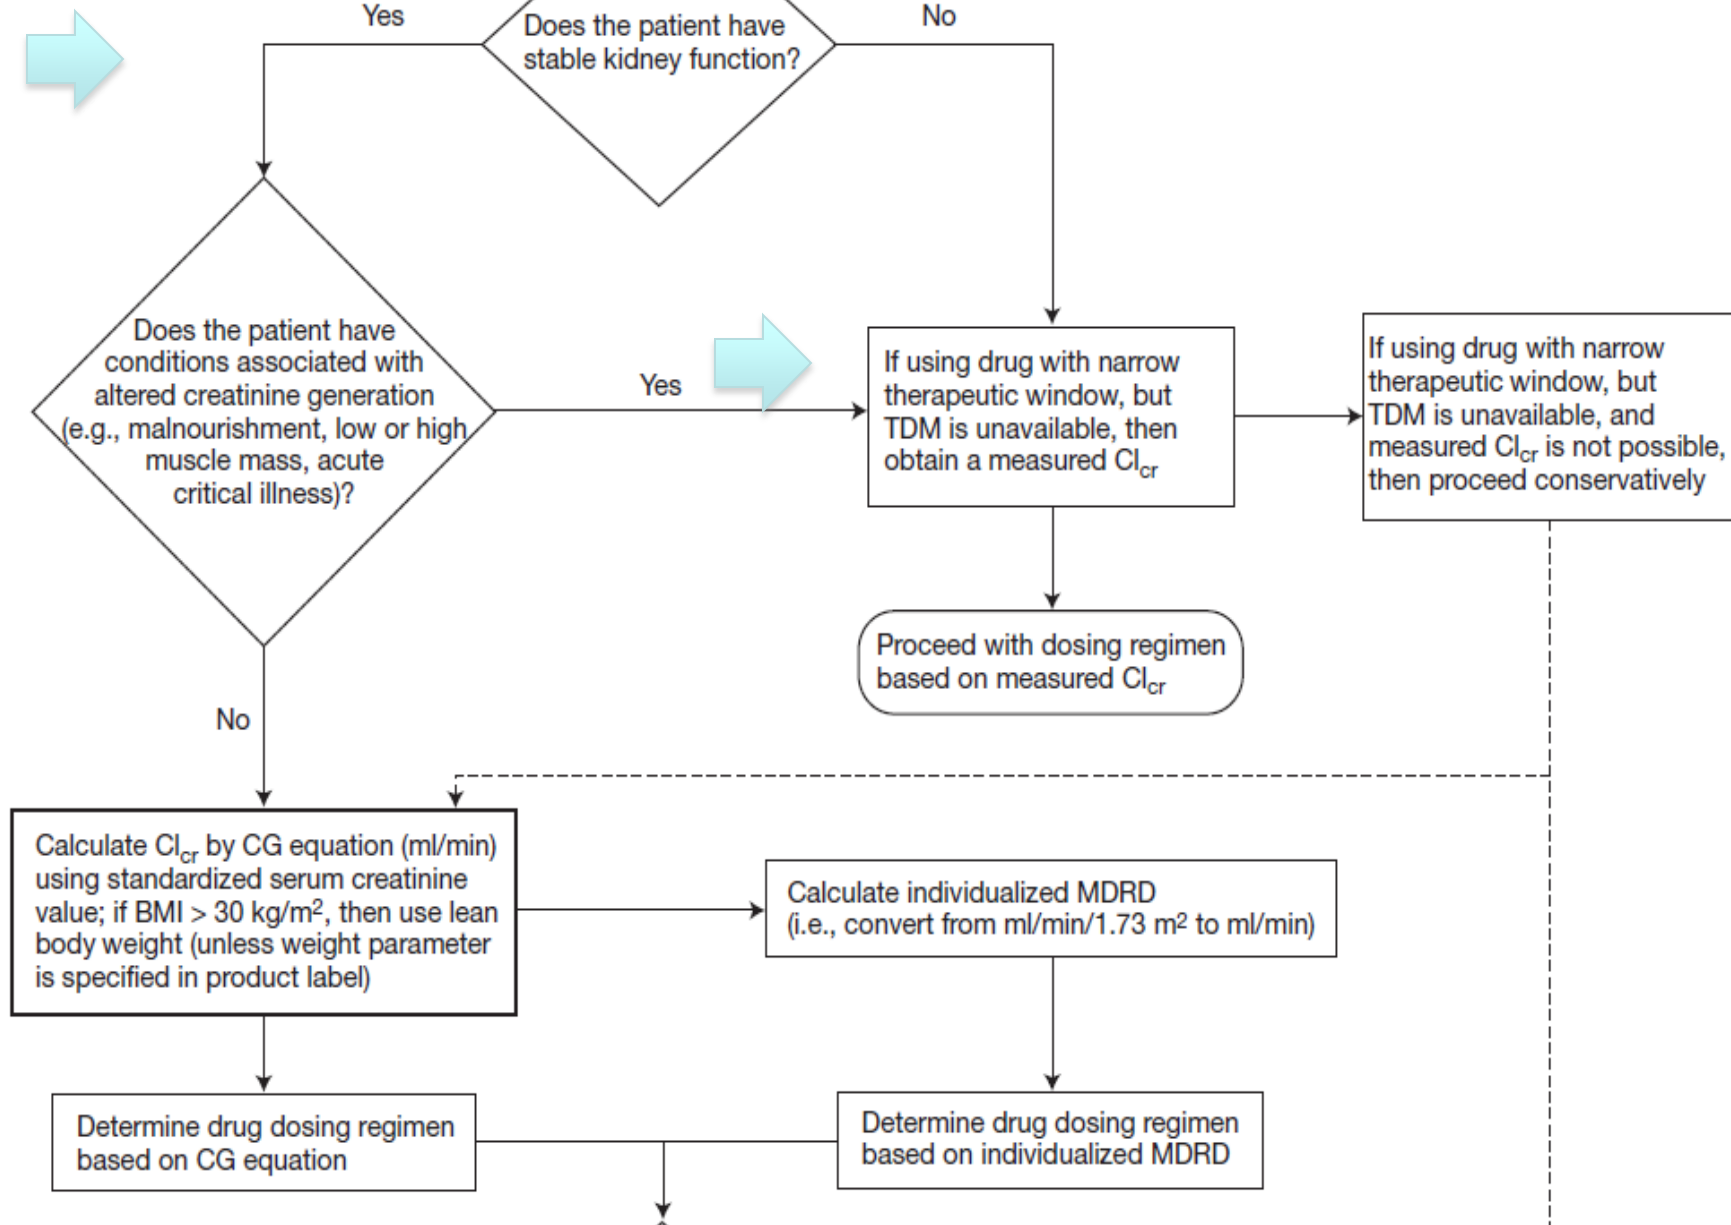 Yes
Does the patient have
stable kidney function?
No
Does the patient have
conditions associated with
altered creatinine generation
(e.g., malnourishment, low or high
muscle mass, acute
critical illness)?
Yes
If using drug with narrow
therapeutic window, but
TDM is unavailable, then
obtain a measured Cl_cr
If using drug with narrow
therapeutic window, but
TDM is unavailable, and
measured Cl_cr is not possible,
then proceed conservatively
Proceed with dosing regimen
based on measured Cl_cr
No
Calculate Cl_cr by CG equation (ml/min)
using standardized serum creatinine
value; if BMI > 30 kg/m², then use lean
body weight (unless weight parameter
is specified in product label)
Calculate individualized MDRD
(i.e., convert from ml/min/1.73 m² to ml/min)
Determine drug dosing regimen
based on CG equation
Determine drug dosing regimen
based on individualized MDRD